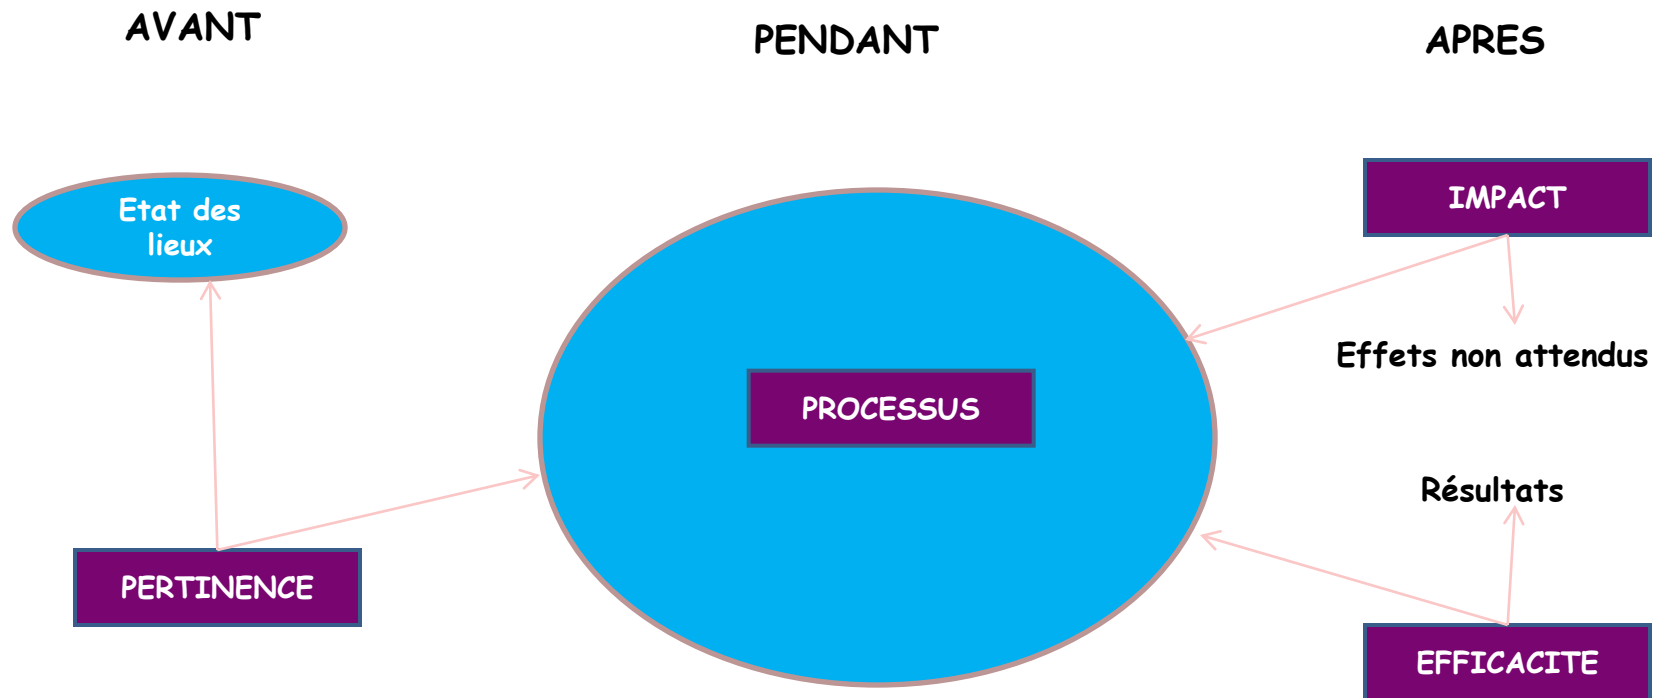 AVANT
PENDANT
APRES
Etat des
lieux
IMPACT
Effets non attendus
PROCESSUS
Résultats
PERTINENCE
EFFICACITE